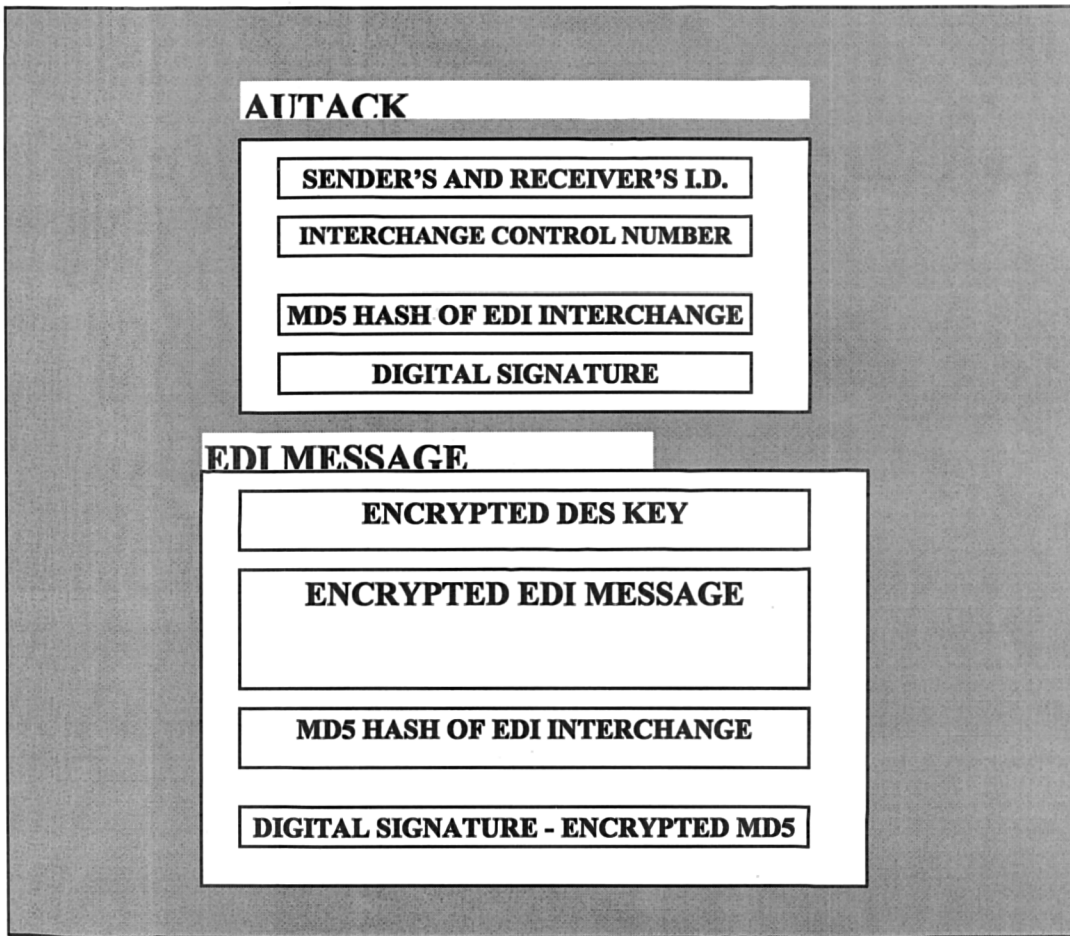 AUTACK
SENDER'S AND RECEIVER'S I.D.
INTERCHANGE CONTROL NUMBER
MD5 HASH OF EDI INTERCHANGE
DIGITAL SIGNATURE
EDI MESSAGE
ENCRYPTED DES KEY
ENCRYPTED EDI MESSAGE
MD5 HASH OF EDI INTERCHANGE
DIGITAL SIGNATURE - ENCRYPTED MD5